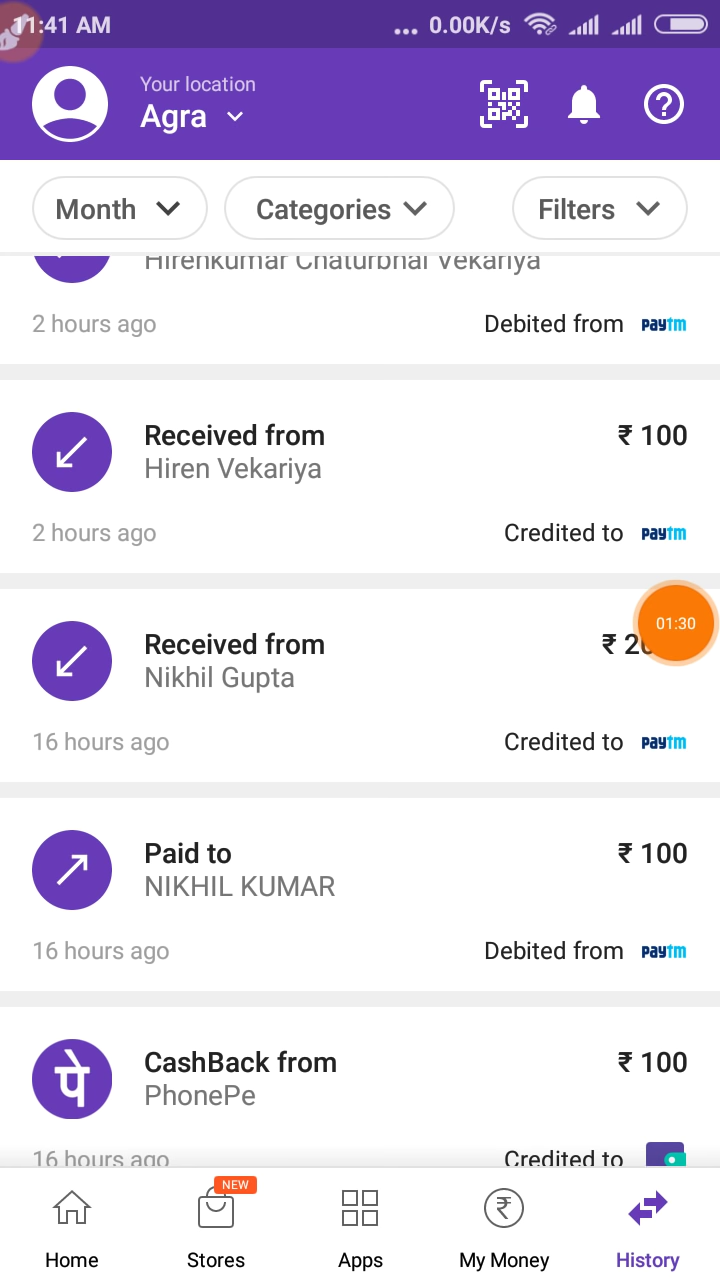 11:41 AM
... 0.00K/s
Your location
Agra
Month
Categories
Filters
Hirenkumar Chaturbhai Vekariya
2 hours ago
Debited from paytm
Received from
₹ 100
Hiren Vekariya
2 hours ago
Credited to paytm
Received from
₹
01:30
Nikhil Gupta
16 hours ago
Credited to paytm
Paid to
₹ 100
NIKHIL KUMAR
16 hours ago
Debited from paytm
पे
CashBack from
₹ 100
PhonePe
16 hours ago
Credited to
NEW
Home
Stores
Apps
₹
My Money
History